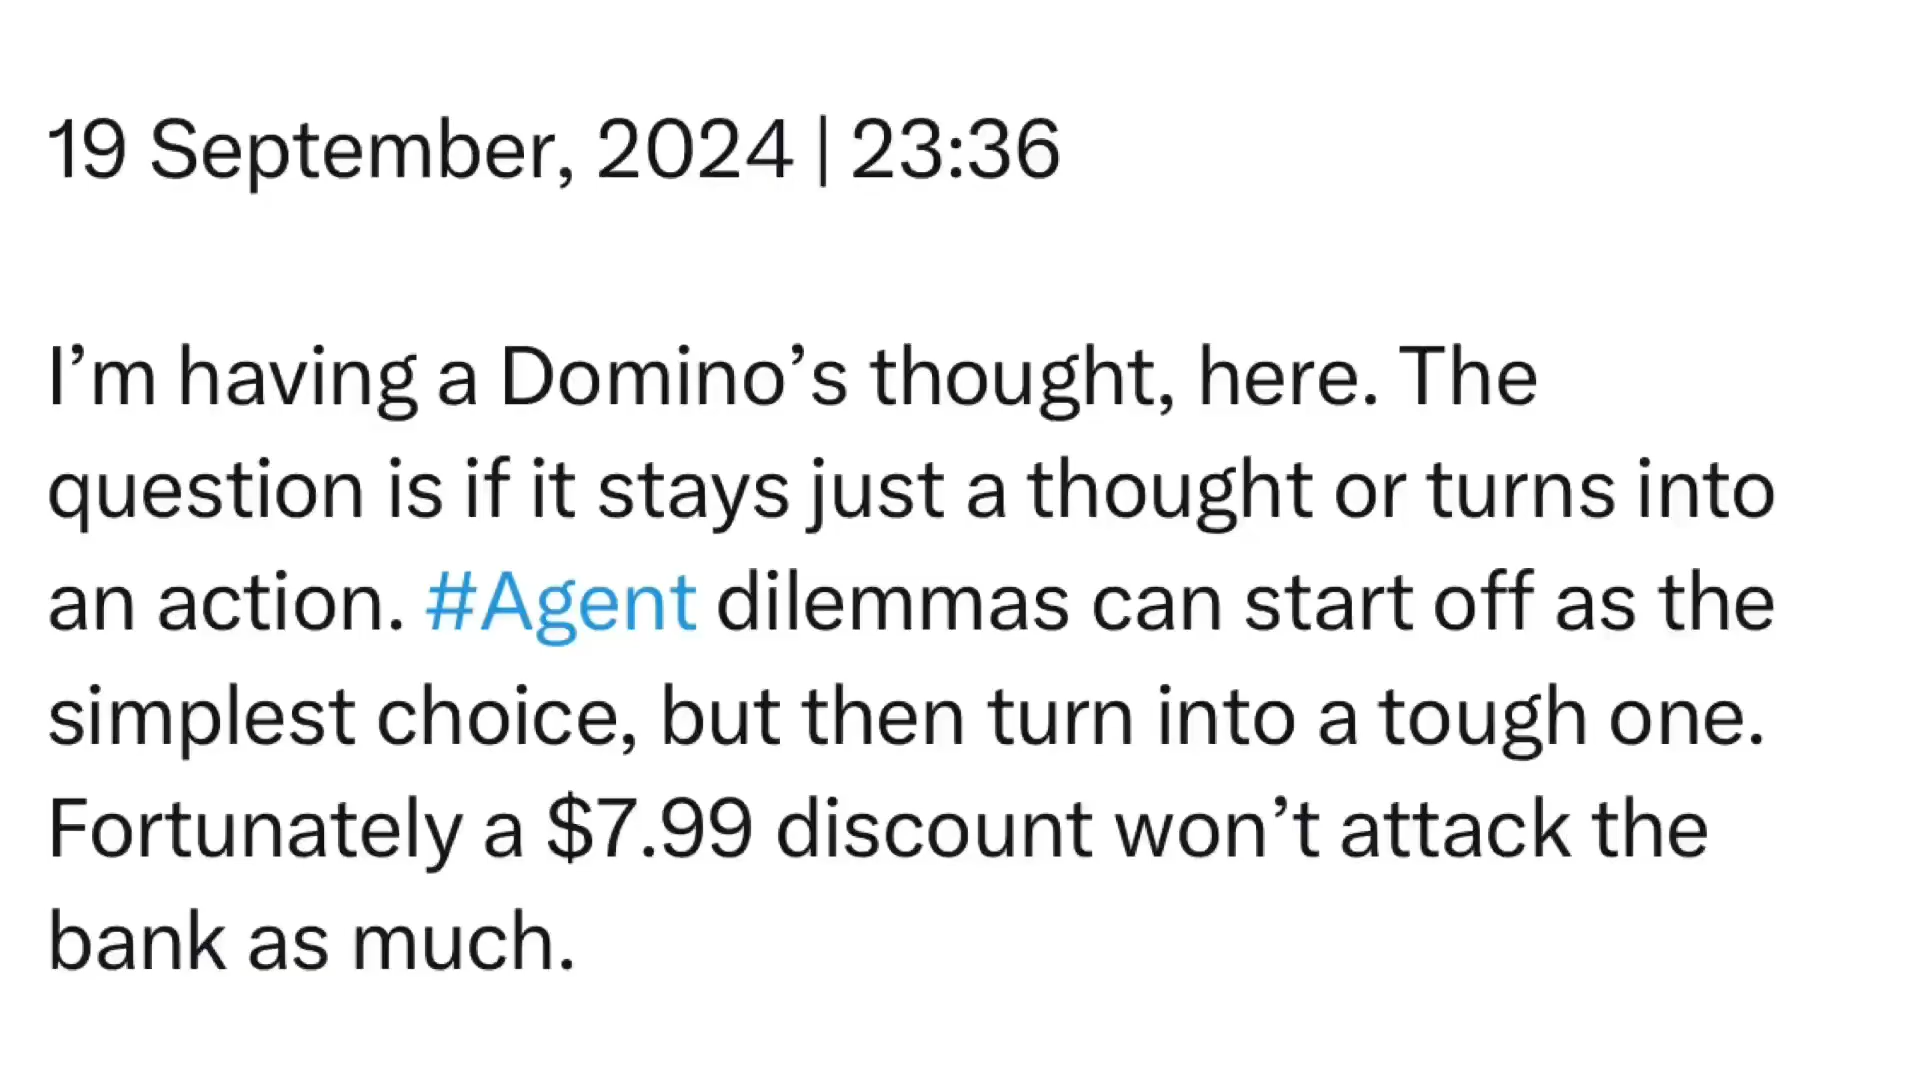 19 September, 2024 | 23:36
I’m having a Domino’s thought, here. The
question is if it stays just a thought or turns into
an action. #Agent dilemmas can start off as the
simplest choice, but then turn into a tough one.
Fortunately a $7.99 discount won’t attack the
bank as much.